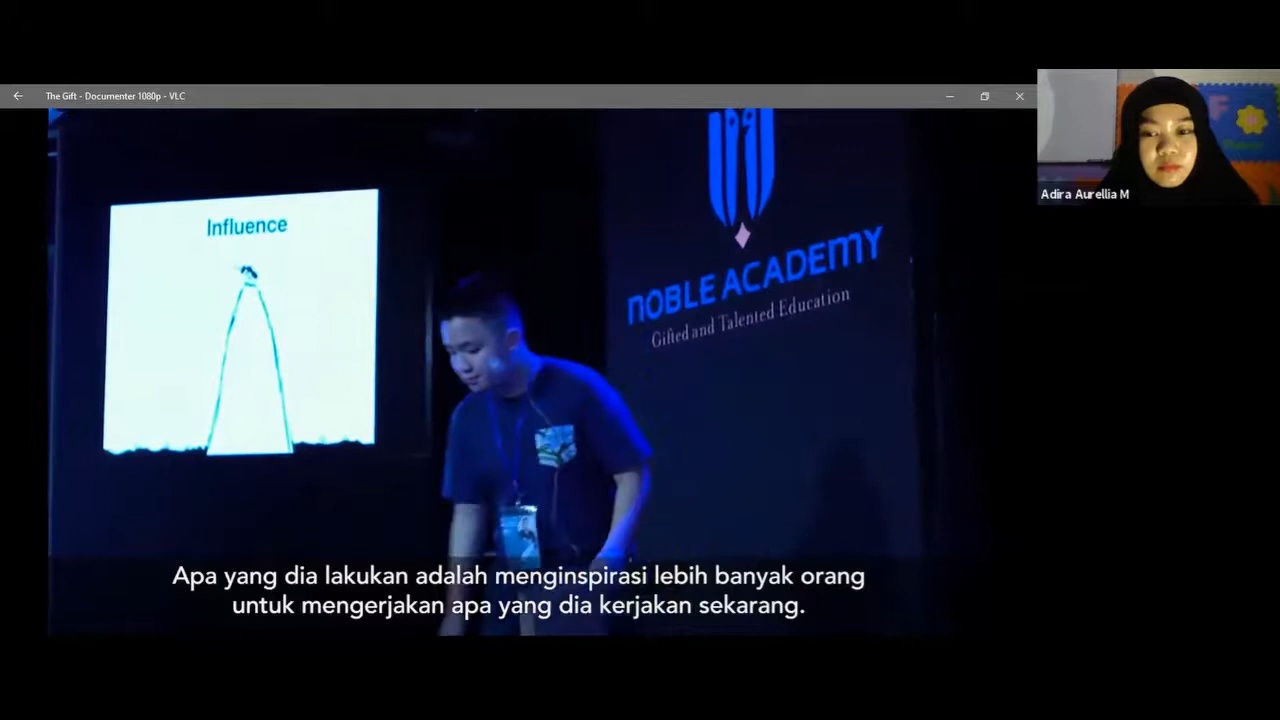 The Gift - Documenter 1080p - VLC
Adira Aurellia M
Influence
NOBLE ACADEMY
Gifted and Talented Education
Apa yang dia lakukan adalah menginspirasi lebih banyak orang
untuk mengerjakan apa yang dia kerjakan sekarang.